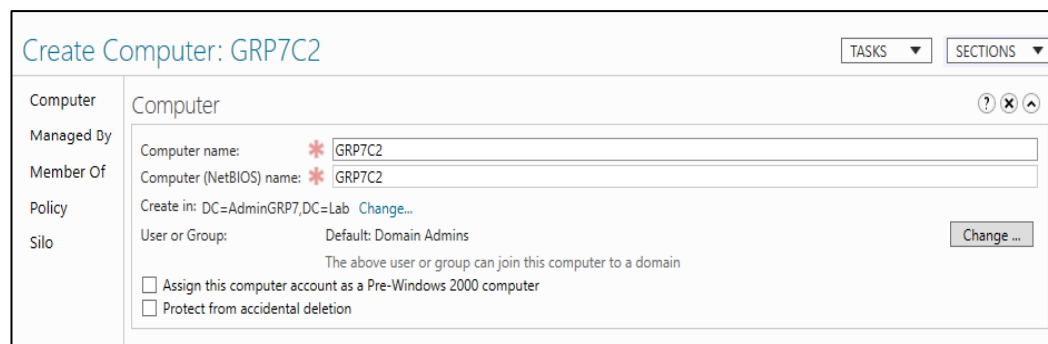 Create Computer: GRP7C2
TASKS
SECTIONS
Computer
Managed By
Member Of
Policy
Silo
Computer
Computer name: * GRP7C2
Computer (NetBIOS) name: * GRP7C2
Create in: DC=AdminGRP7,DC=Lab Change...
User or Group: Default: Domain Admins Change ...
The above user or group can join this computer to a domain
Assign this computer account as a Pre-Windows 2000 computer
Protect from accidental deletion